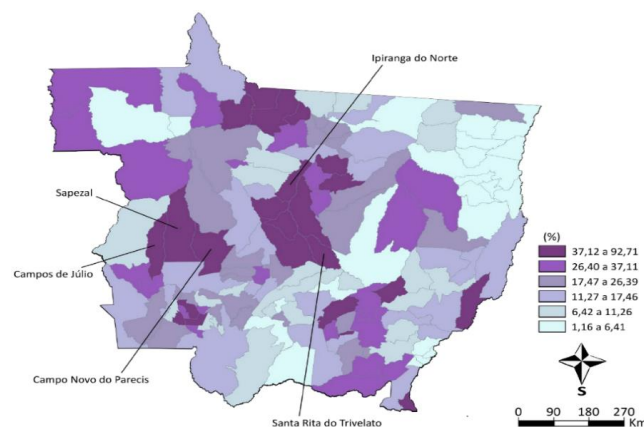 Ipiranga do Norte
Sapezal
Campos de Júlio
Campo Novo do Parecis
Santa Rita do Trivelato
(%)
37,12 a 92,71
26,40 a 37,11
17,47 a 26,39
11,27 a 17,46
6,42 a 11,26
1,16 a 6,41
S
0 90 180 270
Km